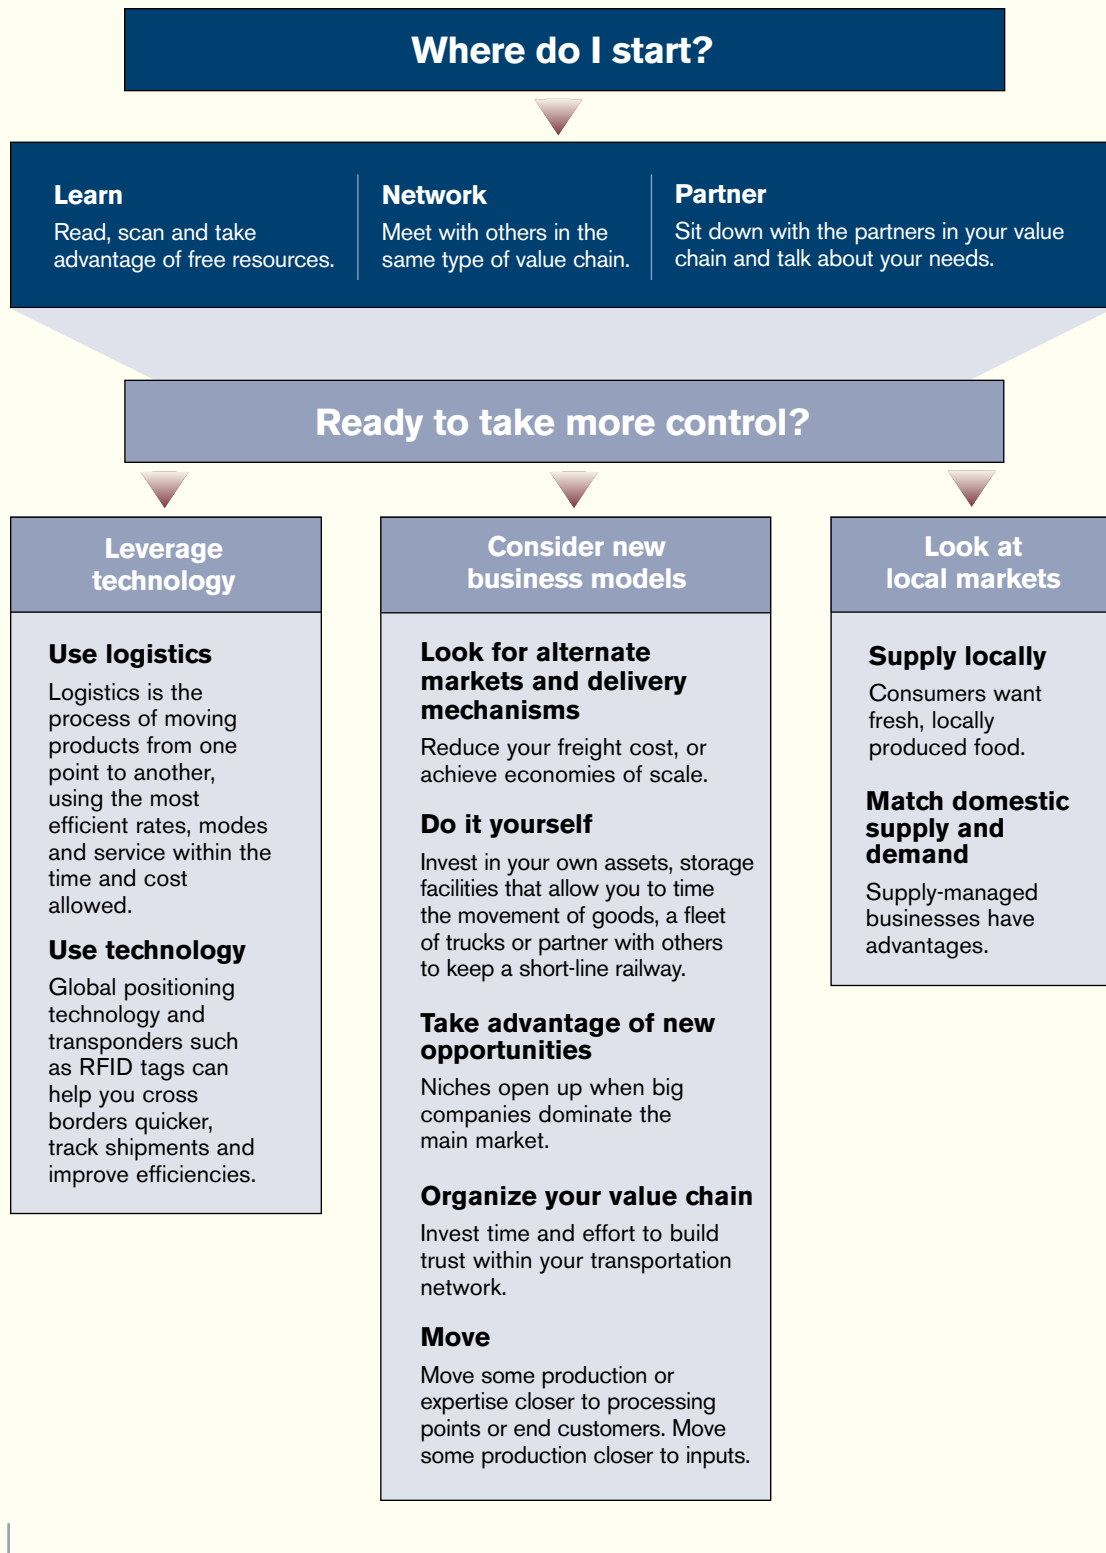 Where do I start?
Learn
Read, scan and take
advantage of free resources.
Network
Meet with others in the
same type of value chain.
Partner
Sit down with the partners in your value
chain and talk about your needs.
Ready to take more control?
Leverage
technology
Use logistics
Logistics is the
process of moving
products from one
point to another,
using the most
efficient rates, modes
and service within the
time and cost
allowed.
Use technology
Global positioning
technology and
transponders such
as RFID tags can
help you cross
borders quicker,
track shipments and
improve efficiencies.
Consider new
business models
Look for alternate
markets and delivery
mechanisms
Reduce your freight cost, or
achieve economies of scale.
Do it yourself
Invest in your own assets, storage
facilities that allow you to time
the movement of goods, a fleet
of trucks or partner with others
to keep a short-line railway.
Take advantage of new
opportunities
Niches open up when big
companies dominate the
main market.
Organize your value chain
Invest time and effort to build
trust within your transportation
network.
Move
Move some production or
expertise closer to processing
points or end customers. Move
some production closer to inputs.
Look at
local markets
Supply locally
Consumers want
fresh, locally
produced food.
Match domestic
supply and
demand
Supply-managed
businesses have
advantages.